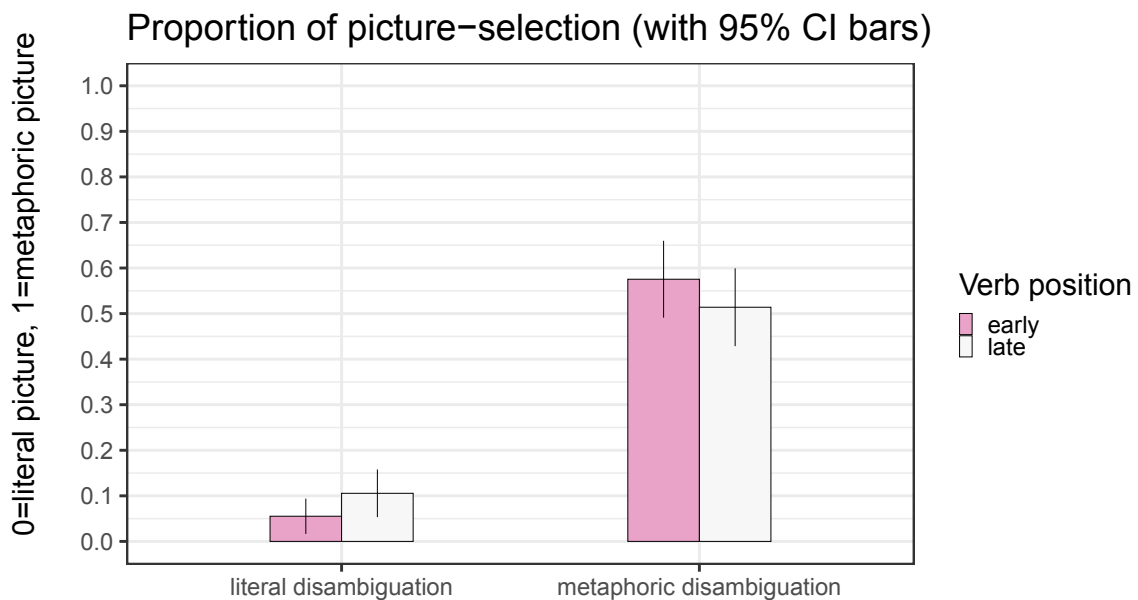 Proportion of picture−selection (with 95% CI bars)
0=literal picture, 1=metaphoric picture
1.0
0.9
0.8
0.7
0.6
0.5
0.4
0.3
0.2
0.1
0.0
literal disambiguation
metaphoric disambiguation
Verb position
early
late